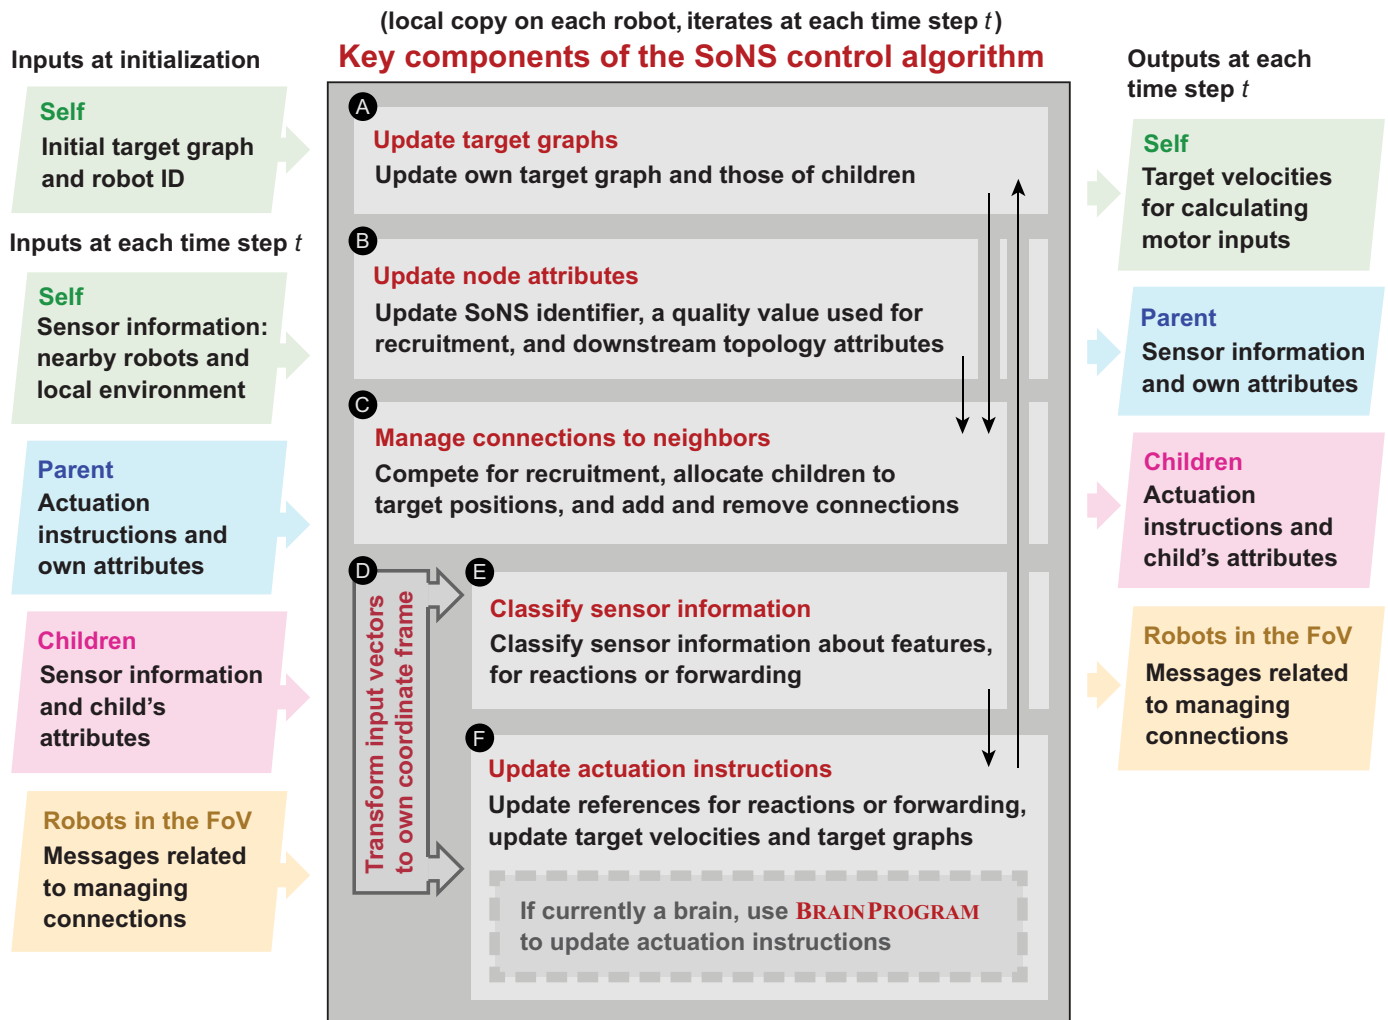 (local copy on each robot, iterates at each time step t)
Key components of the SoNS control algorithm
Inputs at initialization
Self
Initial target graph
and robot ID
Inputs at each time step t
Self
Sensor information:
nearby robots and
local environment
Parent
Actuation
instructions and
own attributes
Children
Sensor information
and child's
attributes
Robots in the FoV
Messages related
to managing
connections
A
Update target graphs
Update own target graph and those of children
B
Update node attributes
Update SoNS identifier, a quality value used for
recruitment, and downstream topology attributes
C
Manage connections to neighbors
Compete for recruitment, allocate children to
target positions, and add and remove connections
D
Transform input vectors
to own coordinate frame
E
Classify sensor information
Classify sensor information about features,
for reactions or forwarding
F
Update actuation instructions
Update references for reactions or forwarding,
update target velocities and target graphs
If currently a brain, use BRAINPROGRAM
to update actuation instructions
Outputs at each
time step t
Self
Target velocities
for calculating
motor inputs
Parent
Sensor information
and own attributes
Children
Actuation
instructions and
child's attributes
Robots in the FoV
Messages related
to managing
connections